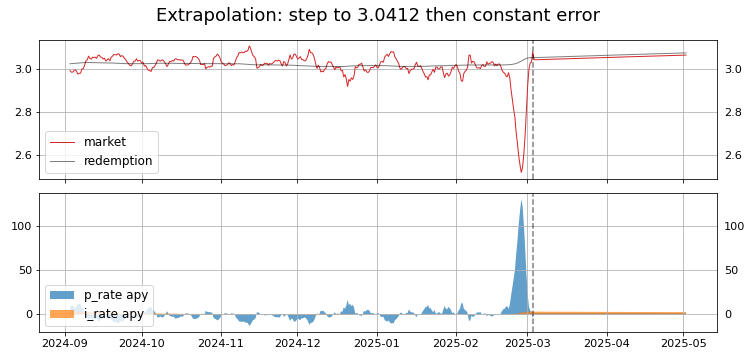 Extrapolation: step to 3.0412 then constant error
3.0 3.0
2.8 2.8
2.6 2.6
market
redemption
100 100
50 50
0 0
p_rate apy
i_rate apy
2024-09 2024-10 2024-11 2024-12 2025-01 2025-02 2025-03 2025-04 2025-05